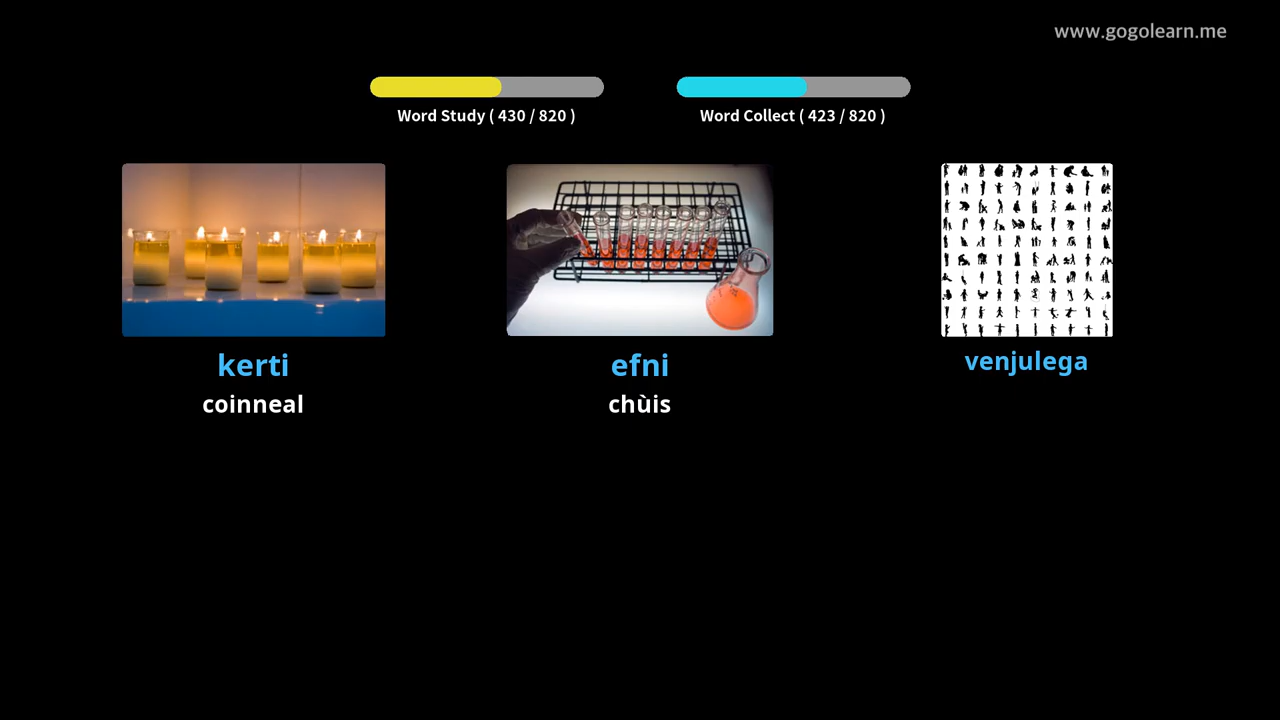 www.gogolearn.me
Word Study ( 430 / 820 )
Word Collect ( 423 / 820 )
kerti
coinneal
efni
chùis
venjulega